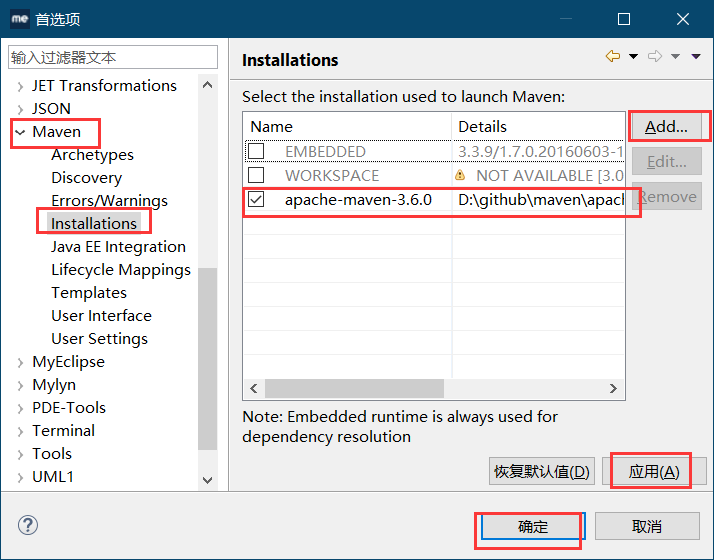 me 首选项
输入过滤器文本
JET Transformations
JSON
Maven
Archetypes
Discovery
Errors/Warnings
Installations
Java EE Integration
Lifecycle Mappings
Templates
User Interface
User Settings
MyEclipse
Mylyn
PDE-Tools
Terminal
Tools
UML1
Installations
Select the installation used to launch Maven:
Name Details
EMBEDDED 3.3.9/1.7.0.20160603-1
WORKSPACE NOT AVAILABLE [3.0
apache-maven-3.6.0 D:\github\maven\apach
Add...
Edit...
Remove
Note: Embedded runtime is always used for
dependency resolution
恢复默认值(D) 应用(A)
? 确定 取消